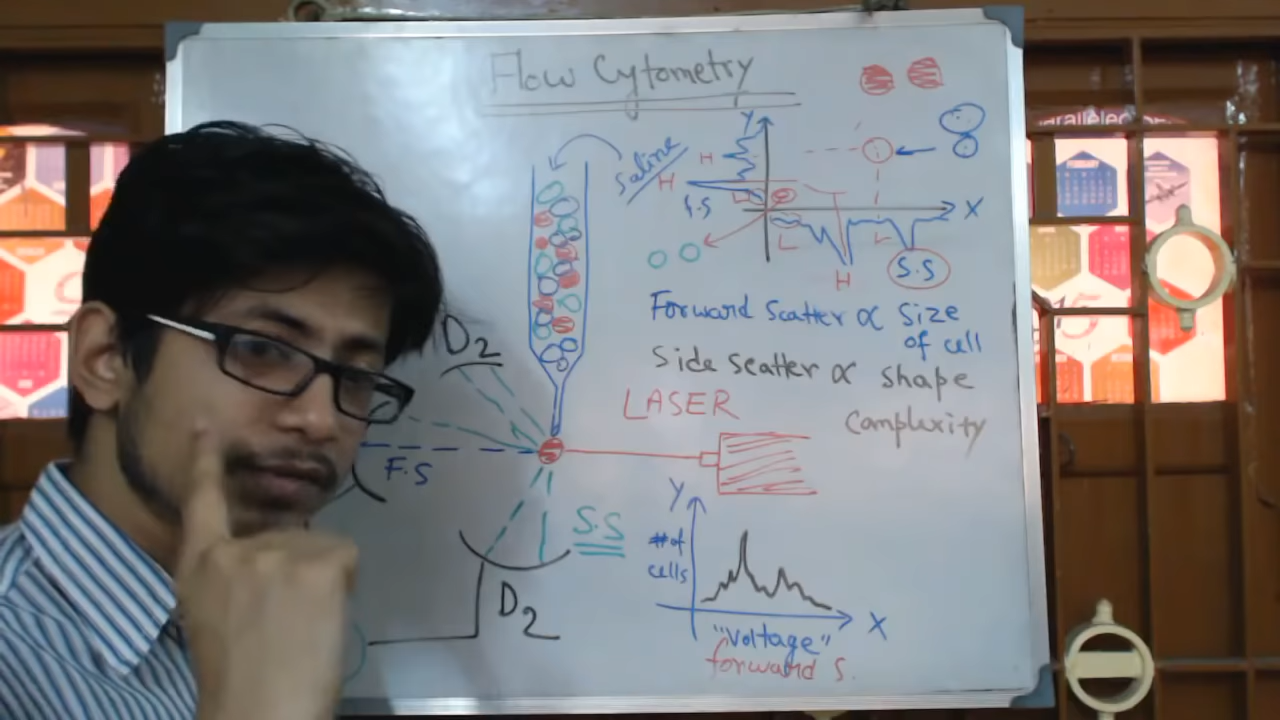 Flow Cytometry
Saline
Y
H
H
L
F.S
X
L
L
H
S.S
Forward Scatter ∝ Size
of cell
Side scatter ∝ shape
Complexity
LASER
D2
F.S
S.S
D2
Y
# of
cells
X
"Voltage"
forward S.